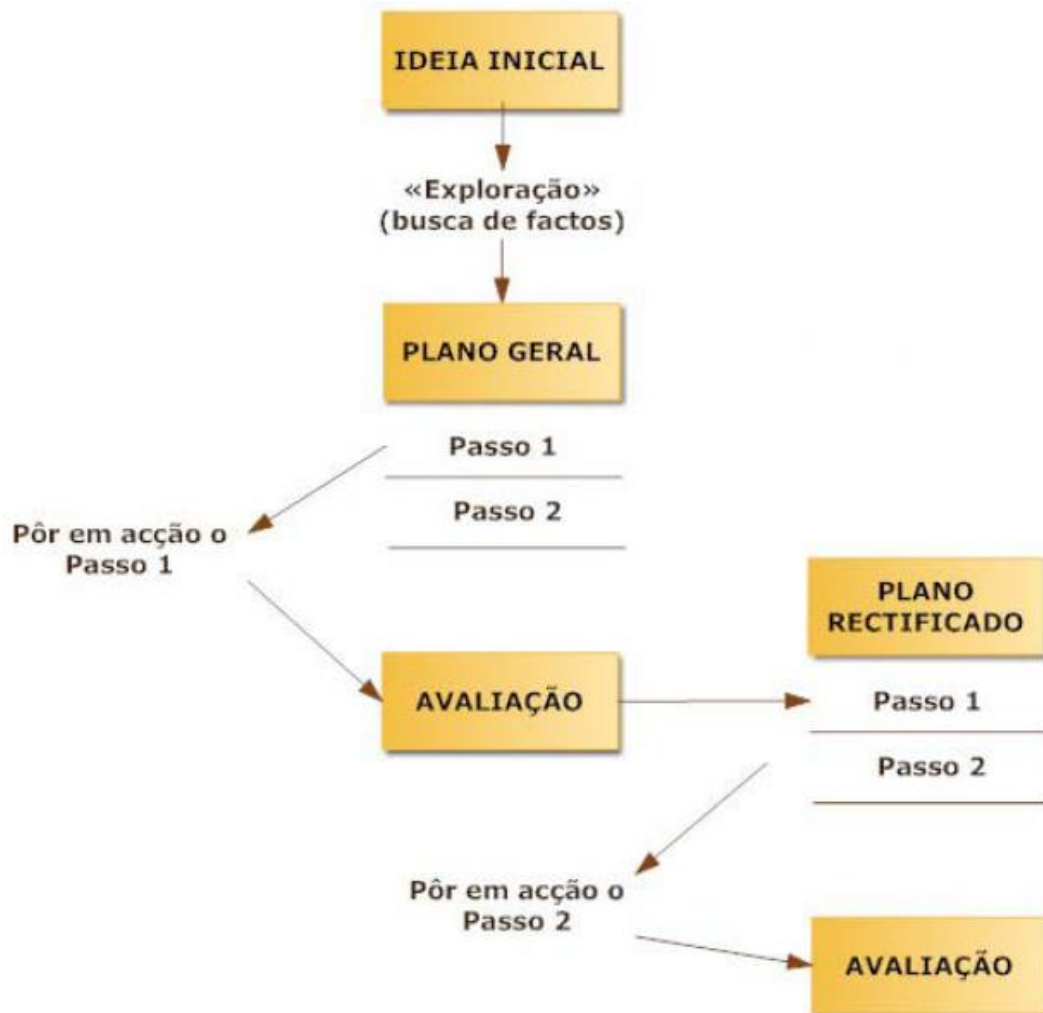 IDEIA INICIAL
«Exploração»
(busca de factos)
PLANO GERAL
Passo 1
Passo 2
Pôr em acção o
Passo 1
AVALIAÇÃO
PLANO
RECTIFICADO
Passo 1
Passo 2
Pôr em acção o
Passo 2
AVALIAÇÃO